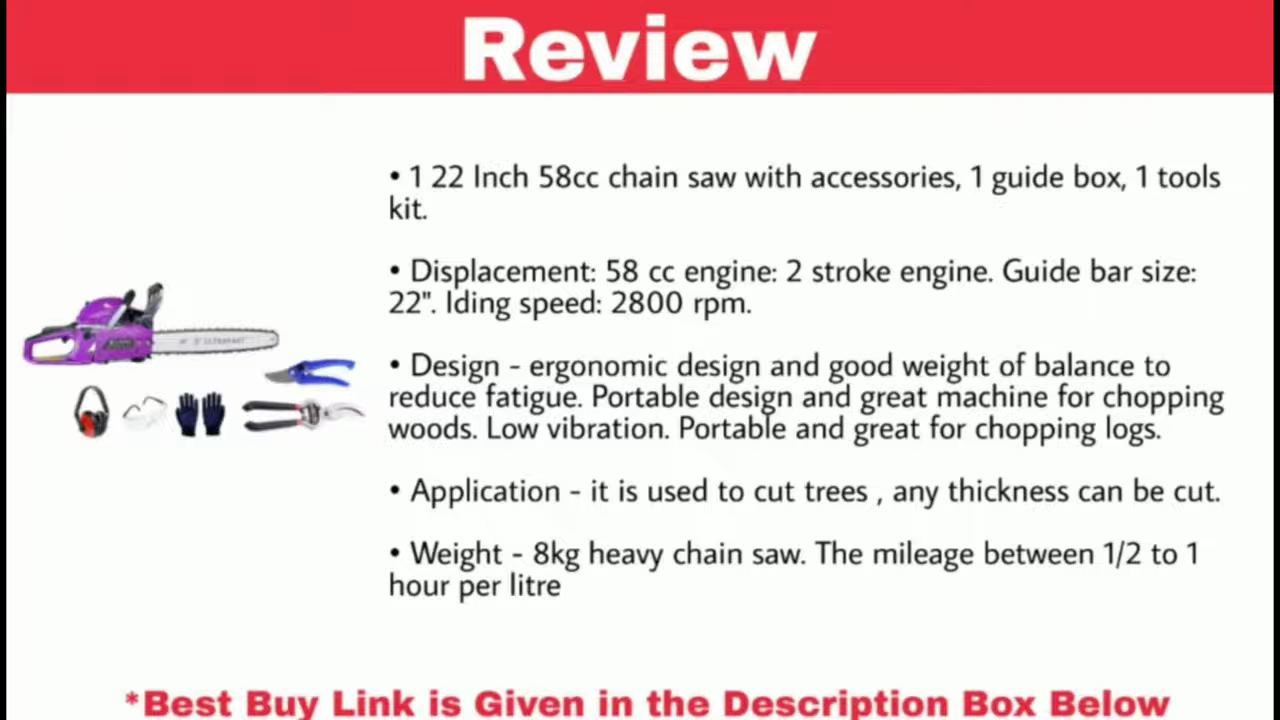 Review
• 1 22 Inch 58cc chain saw with accessories, 1 guide box, 1 tools
kit.
• Displacement: 58 cc engine: 2 stroke engine. Guide bar size:
22". Iding speed: 2800 rpm.
• Design - ergonomic design and good weight of balance to
reduce fatigue. Portable design and great machine for chopping
woods. Low vibration. Portable and great for chopping logs.
• Application - it is used to cut trees , any thickness can be cut.
• Weight - 8kg heavy chain saw. The mileage between 1/2 to 1
hour per litre
*Best Buy Link is Given in the Description Box Below